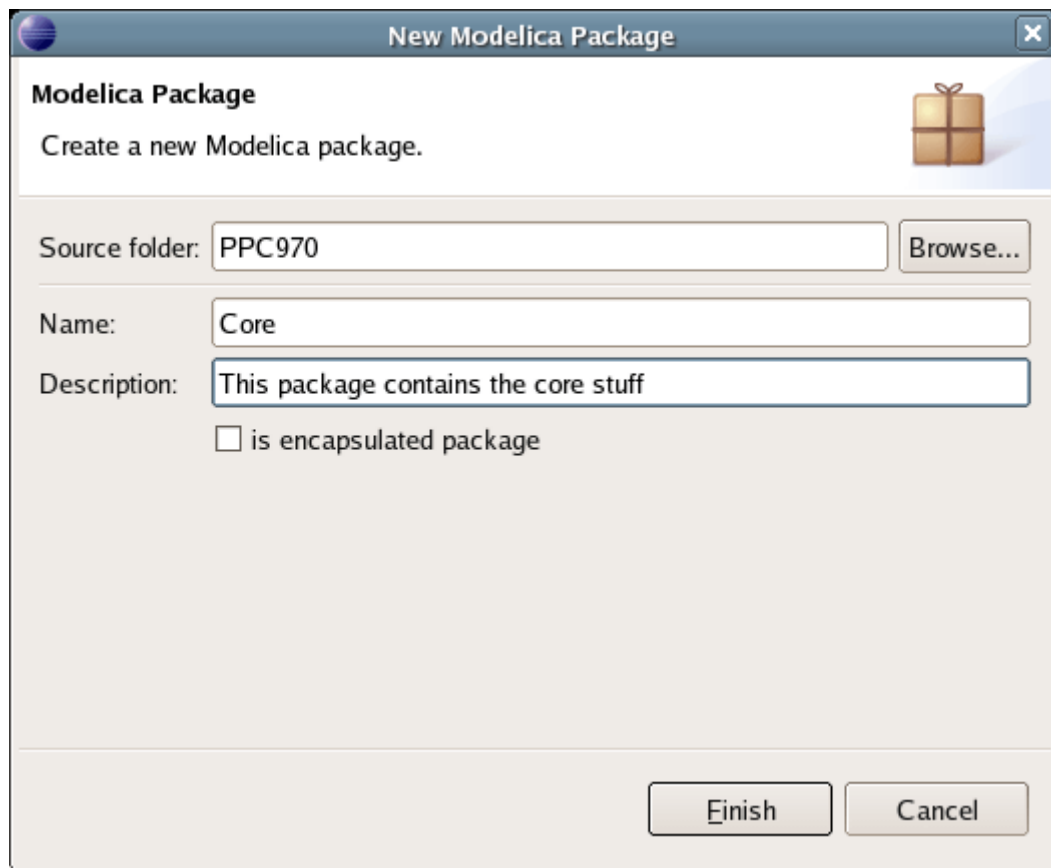 New Modelica Package
Modelica Package
Create a new Modelica package.
Source folder: PPC970 Browse...
Name: Core
Description: This package contains the core stuff
is encapsulated package
Finish Cancel